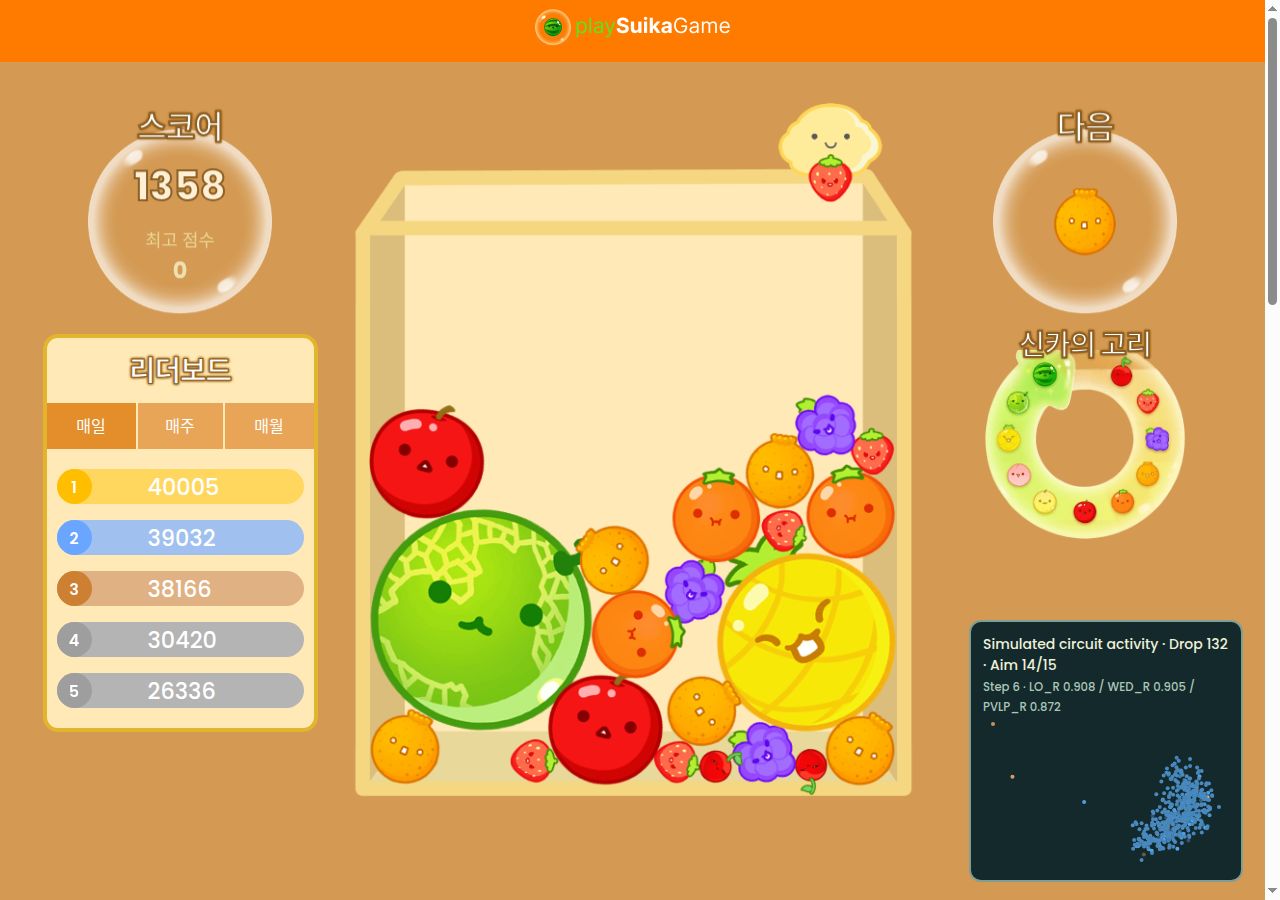 playSuikaGame
스코어
1358
최고 점수
0
다음
리더보드
매일 매주 매월
1 40005
2 39032
3 38166
4 30420
5 26336
신카의 고리
Simulated circuit activity · Drop 132
· Aim 14/15
Step 6 · LO_R 0.908 / WED_R 0.905 /
PVLP_R 0.872